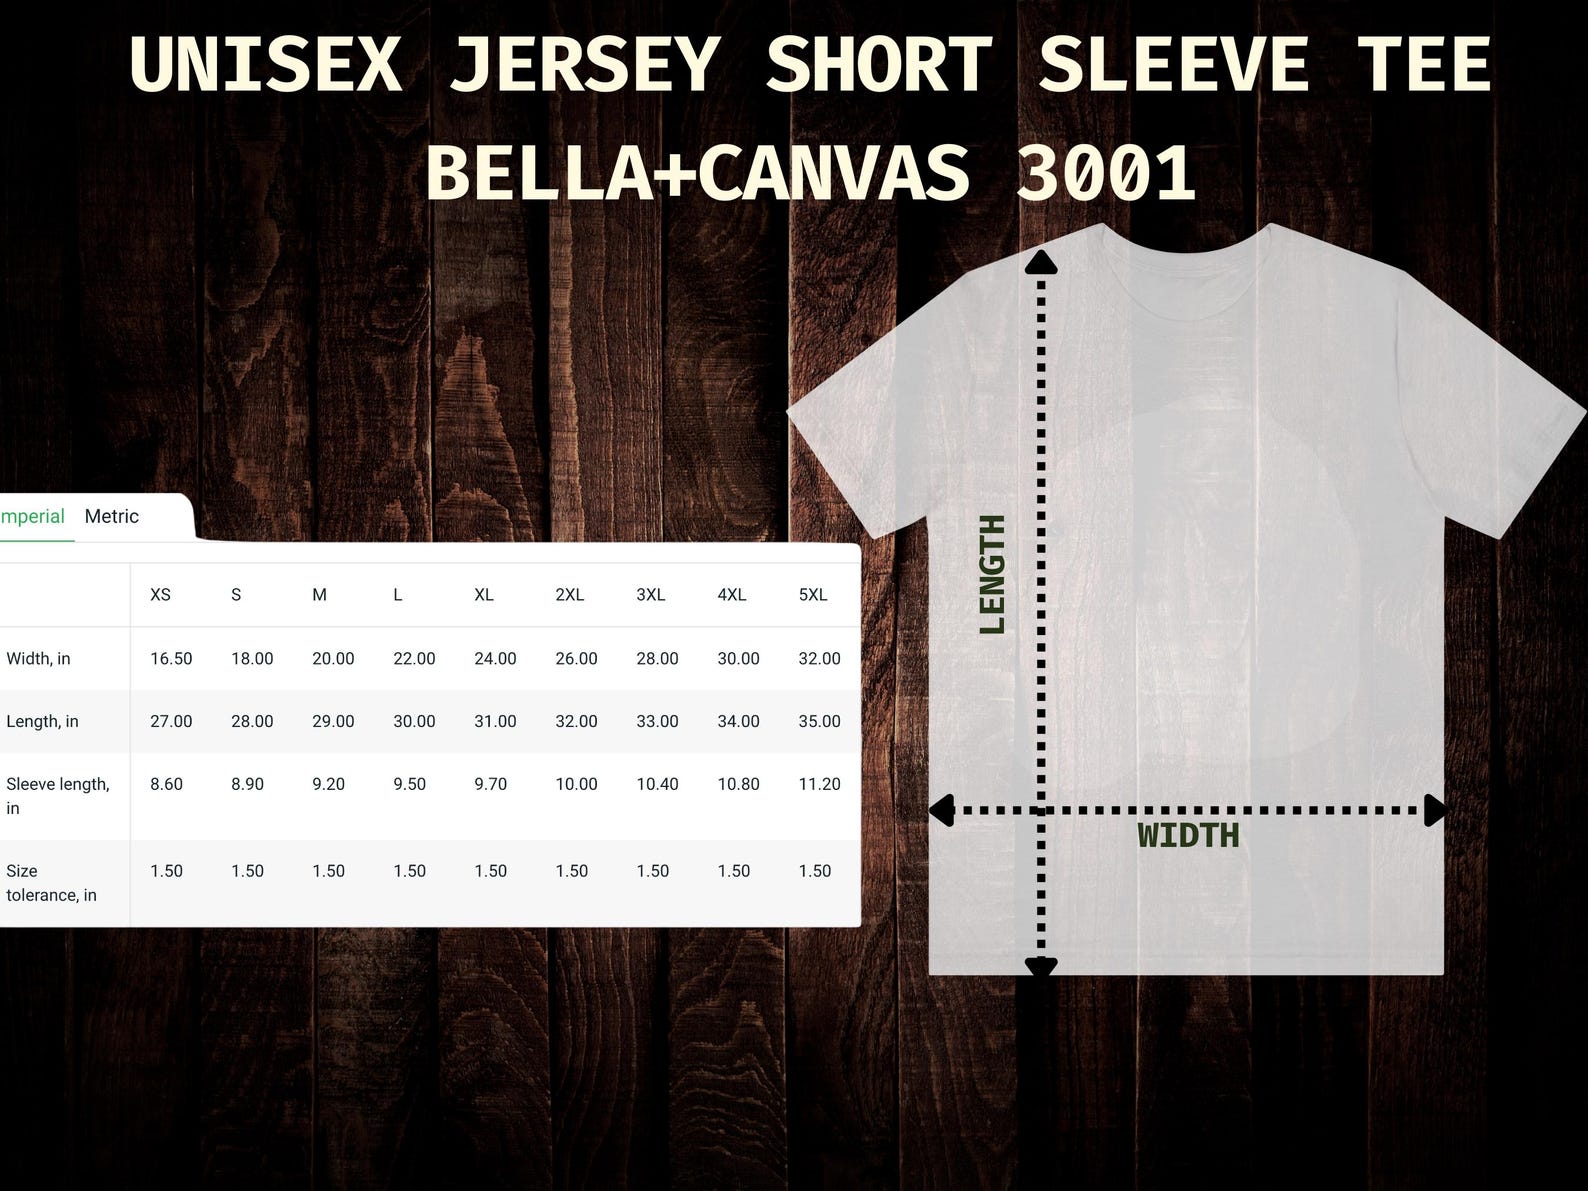 UNISEX JERSEY SHORT SLEEVE TEE
BELLA+CANVAS 3001
mperial Metric
XS S M L XL 2XL 3XL 4XL 5XL
Width, in 16.50 18.00 20.00 22.00 24.00 26.00 28.00 30.00 32.00
Length, in 27.00 28.00 29.00 30.00 31.00 32.00 33.00 34.00 35.00
Sleeve length, 8.60 8.90 9.20 9.50 9.70 10.00 10.40 10.80 11.20
in
Size 1.50 1.50 1.50 1.50 1.50 1.50 1.50 1.50 1.50
tolerance, in
LENGTH
WIDTH